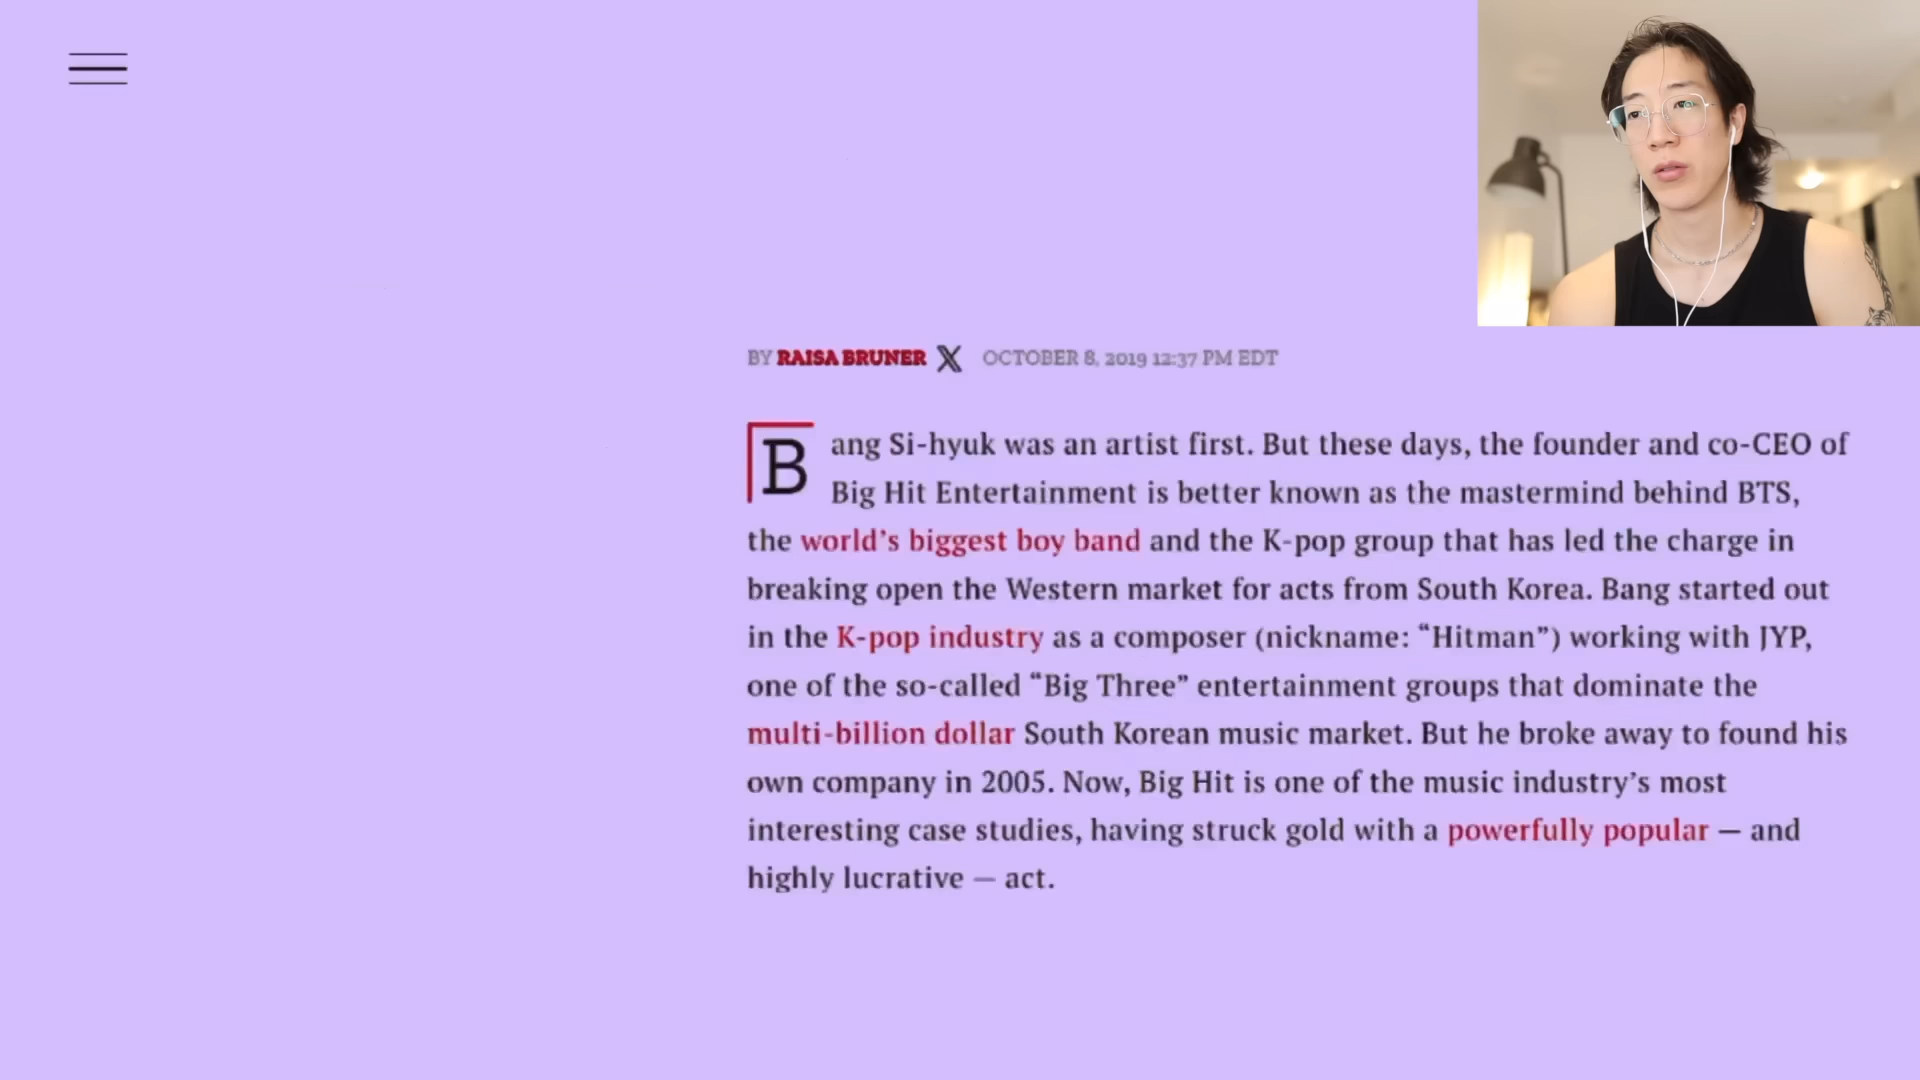 BY RAISA BRUNER X OCTOBER 8, 2019 12:37 PM EDT
Bang Si-hyuk was an artist first. But these days, the founder and co-CEO of
Big Hit Entertainment is better known as the mastermind behind BTS,
the world’s biggest boy band and the K-pop group that has led the charge in
breaking open the Western market for acts from South Korea. Bang started out
in the K-pop industry as a composer (nickname: “Hitman”) working with JYP,
one of the so-called “Big Three” entertainment groups that dominate the
multi-billion dollar South Korean music market. But he broke away to found his
own company in 2005. Now, Big Hit is one of the music industry’s most
interesting case studies, having struck gold with a powerfully popular — and
highly lucrative — act.